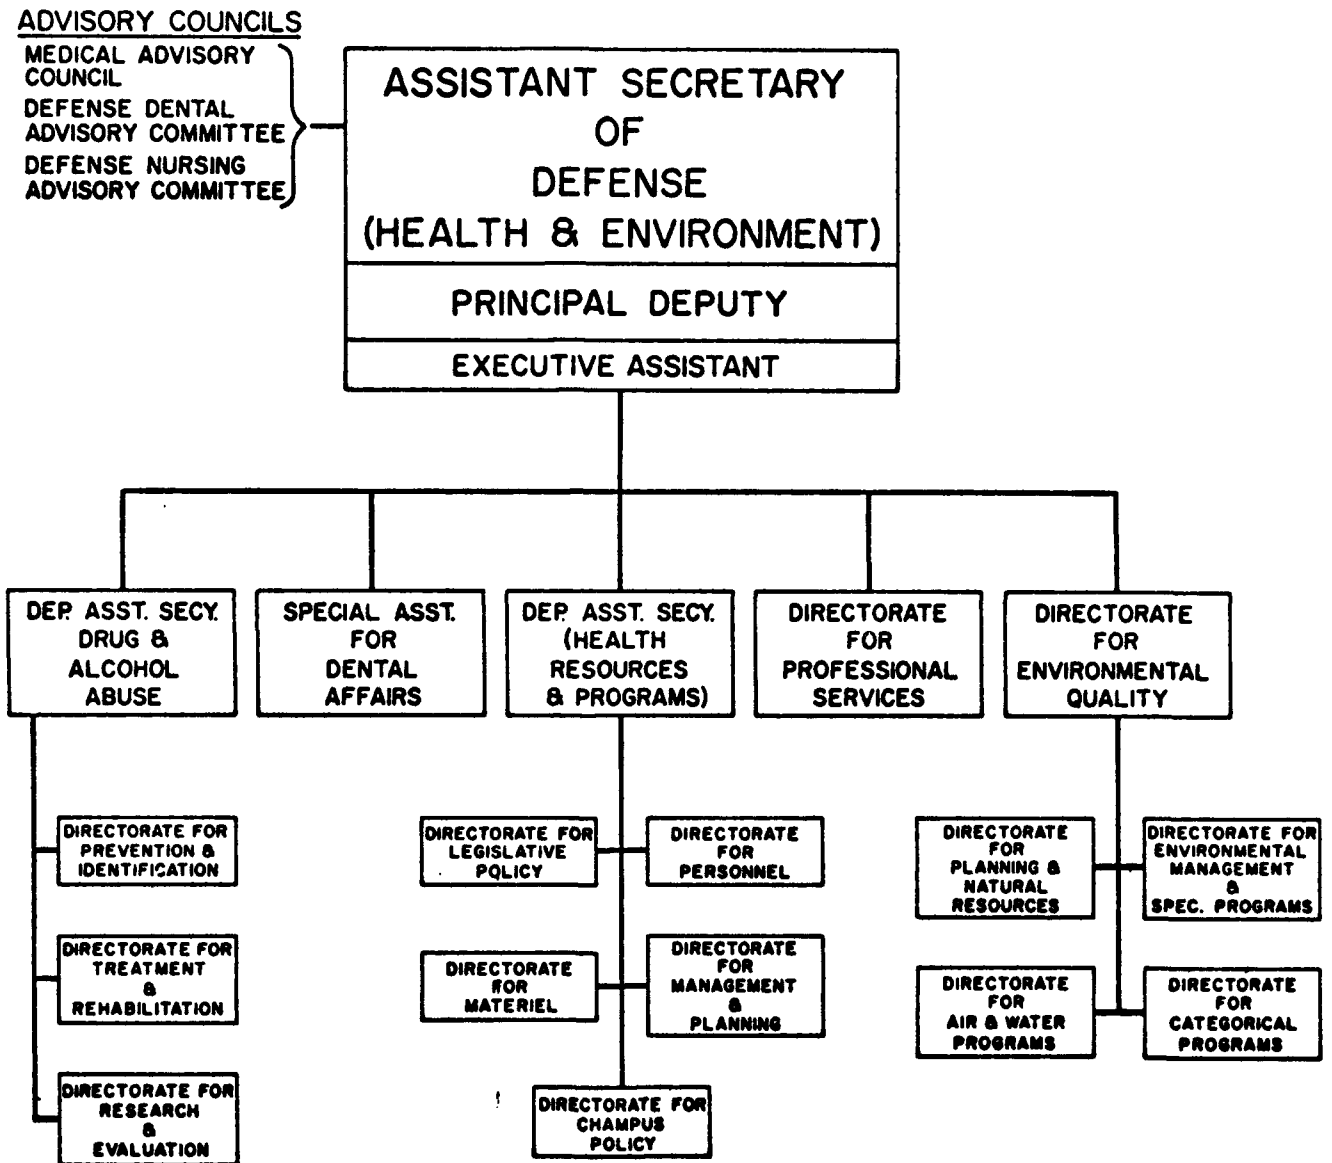 ADVISORY COUNCILS
MEDICAL ADVISORY
COUNCIL
DEFENSE DENTAL
ADVISORY COMMITTEE
DEFENSE NURSING
ADVISORY COMMITTEE
ASSISTANT SECRETARY
OF
DEFENSE
(HEALTH & ENVIRONMENT)
PRINCIPAL DEPUTY
EXECUTIVE ASSISTANT
DEP. ASST. SECY.
DRUG &
ALCOHOL
ABUSE
SPECIAL ASST.
FOR
DENTAL
AFFAIRS
DEP. ASST. SECY.
(HEALTH
RESOURCES
& PROGRAMS)
DIRECTORATE
FOR
PROFESSIONAL
SERVICES
DIRECTORATE
FOR
ENVIRONMENTAL
QUALITY
DIRECTORATE FOR
PREVENTION &
IDENTIFICATION
DIRECTORATE FOR
TREATMENT
&
REHABILITATION
DIRECTORATE FOR
RESEARCH
&
EVALUATION
DIRECTORATE FOR
LEGISLATIVE
POLICY
DIRECTORATE
FOR
PERSONNEL
DIRECTORATE
FOR
MATERIEL
DIRECTORATE
FOR
MANAGEMENT
&
PLANNING
DIRECTORATE FOR
CHAMPUS
POLICY
DIRECTORATE
FOR
PLANNING &
NATURAL
RESOURCES
DIRECTORATE FOR
ENVIRONMENTAL
MANAGEMENT
&
SPEC. PROGRAMS
DIRECTORATE
FOR
AIR & WATER
PROGRAMS
DIRECTORATE
FOR
CATEGORICAL
PROGRAMS